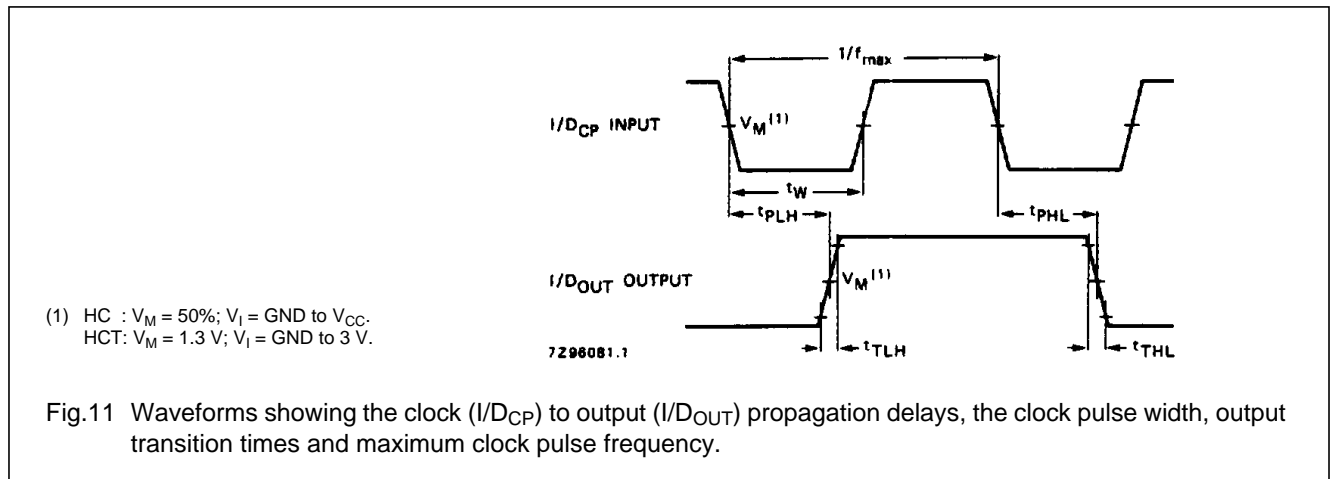 1/fmax
I/DCP INPUT
VM(1)
tW
tPLH
tPHL
I/DOUT OUTPUT
VM(1)
(1) HC : VM = 50%; VI = GND to VCC.
HCT: VM = 1.3 V; VI = GND to 3 V.
7Z96081.1
tTLH
tTHL
Fig.11 Waveforms showing the clock (I/DCP) to output (I/DOUT) propagation delays, the clock pulse width, output
transition times and maximum clock pulse frequency.